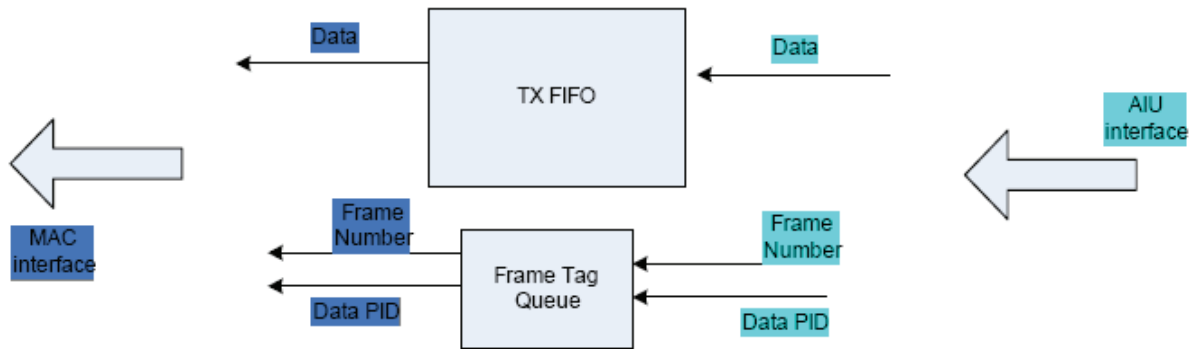 Data
TX FIFO
Data
AIU
interface
MAC
interface
Frame
Number
Data PID
Frame Tag
Queue
Frame
Number
Data PID